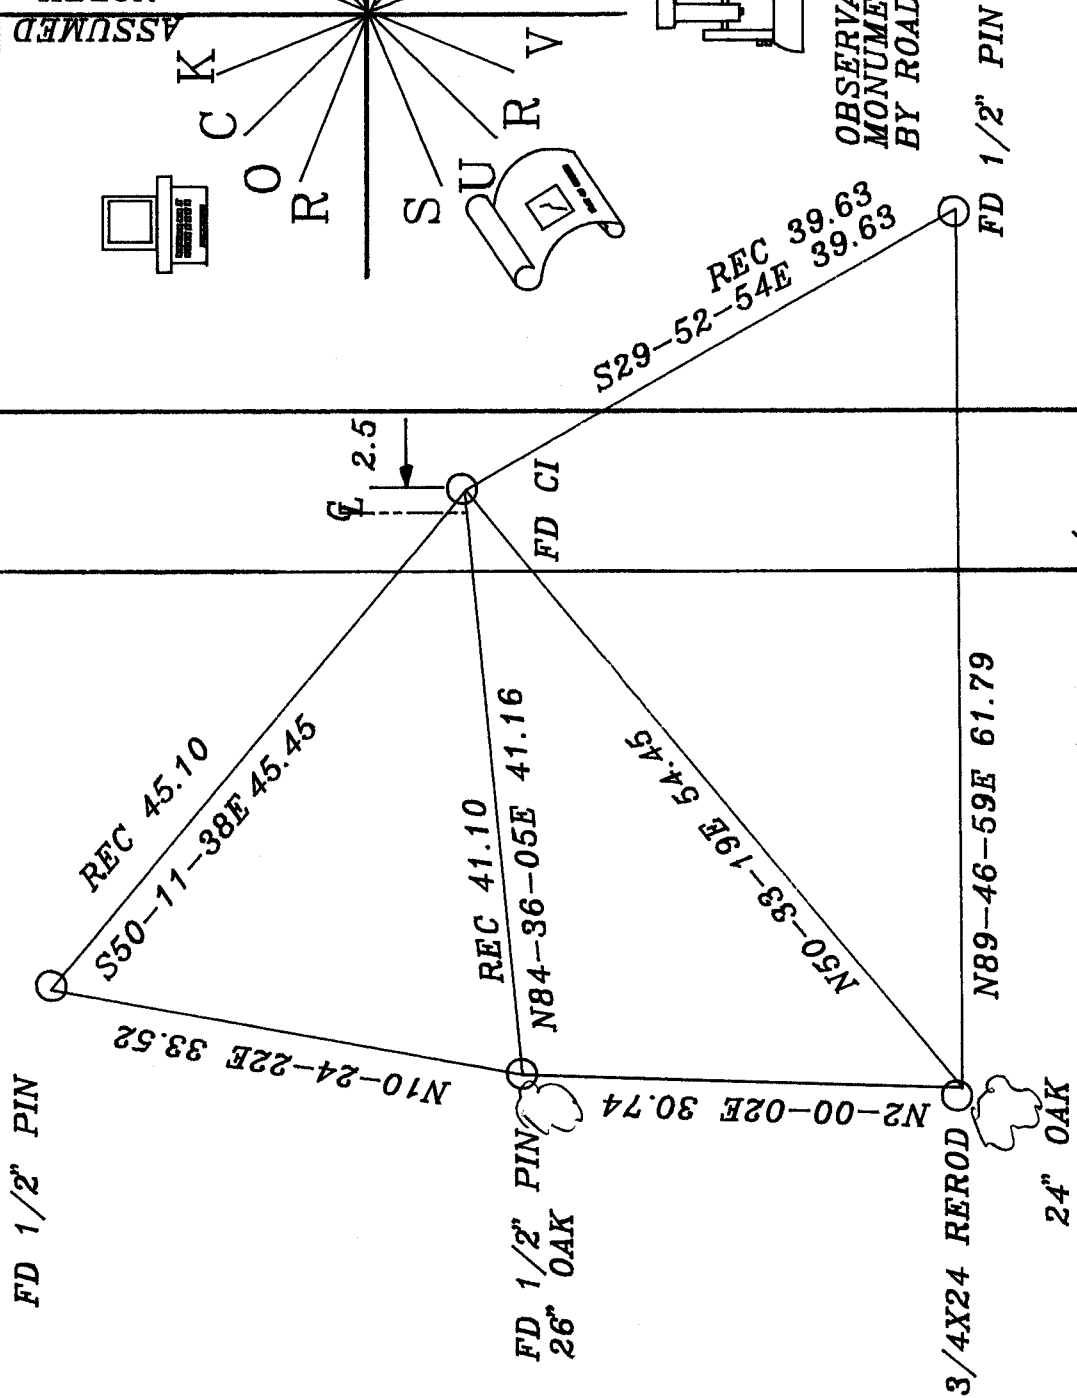 ASSUMED
K
C
O
R
S
U
R
V
OBSERVA
MONUME
BY ROAD
FD 1/2" PIN
REC 39.63
S29-52-54E 39.63
2.5
CL
FD CI
REC 45.10
S50-11-38E 45.45
REC 41.10
N84-36-05E 41.16
N50-33-19E 54.45
N89-46-59E 61.79
N10-24-22E 33.52
N2-00-02E 30.74
FD 1/2" PIN
FD 1/2" PIN
26" OAK
3/4X24 REROD
24" OAK